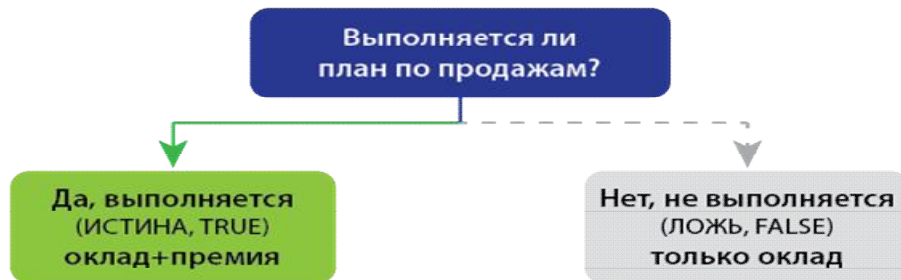 Выполняется ли
план по продажам?
Да, выполняется
(ИСТИНА, TRUE)
оклад+премия
Нет, не выполняется
(ЛОЖЬ, FALSE)
только оклад